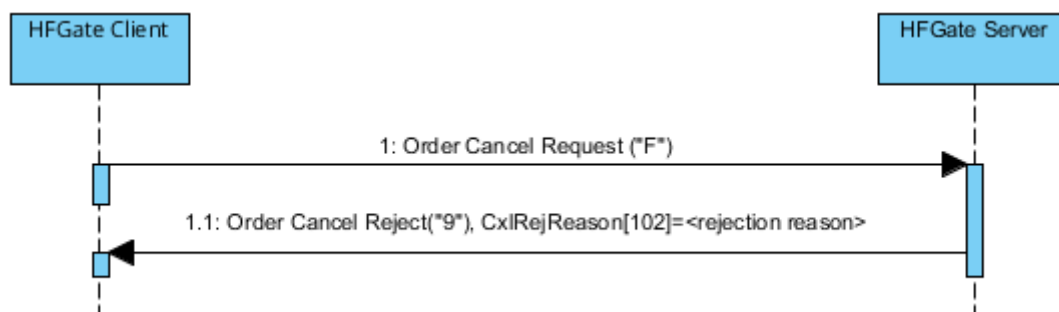 HFGate Client
HFGate Server
1: Order Cancel Request ("F")
1.1: Order Cancel Reject("9"), CxlRejReason[102]=<rejection reason>